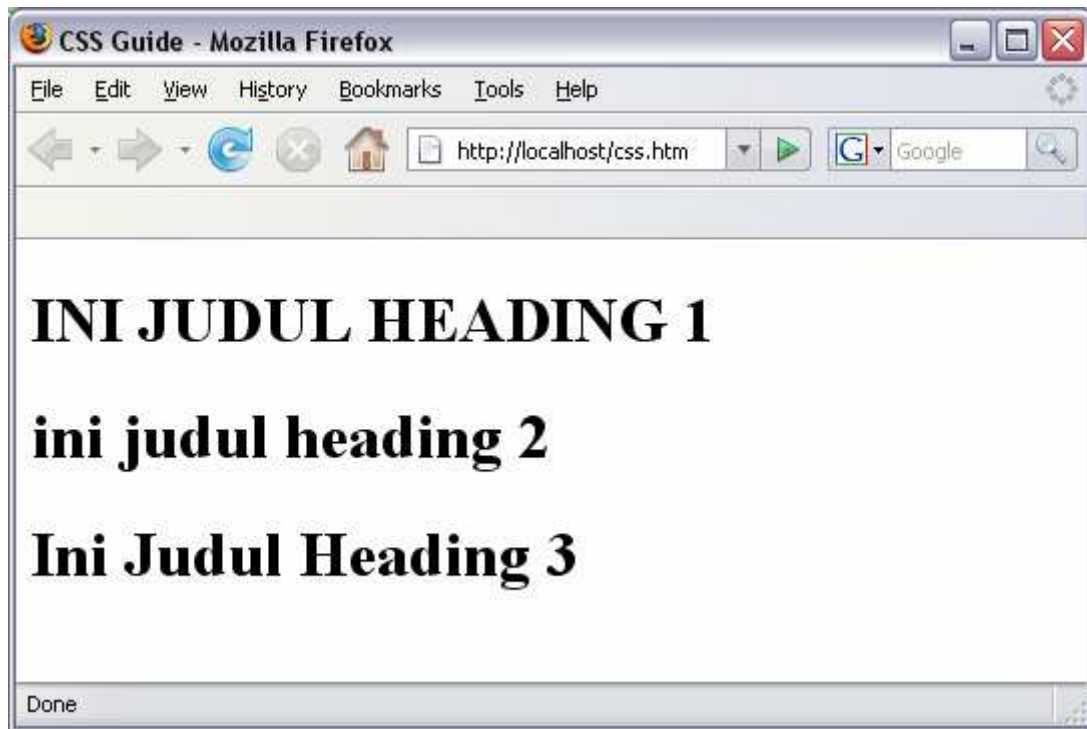 CSS Guide - Mozilla Firefox
File Edit View History Bookmarks Tools Help
http://localhost/css.htm G Google
INI JUDUL HEADING 1
ini judul heading 2
Ini Judul Heading 3
Done